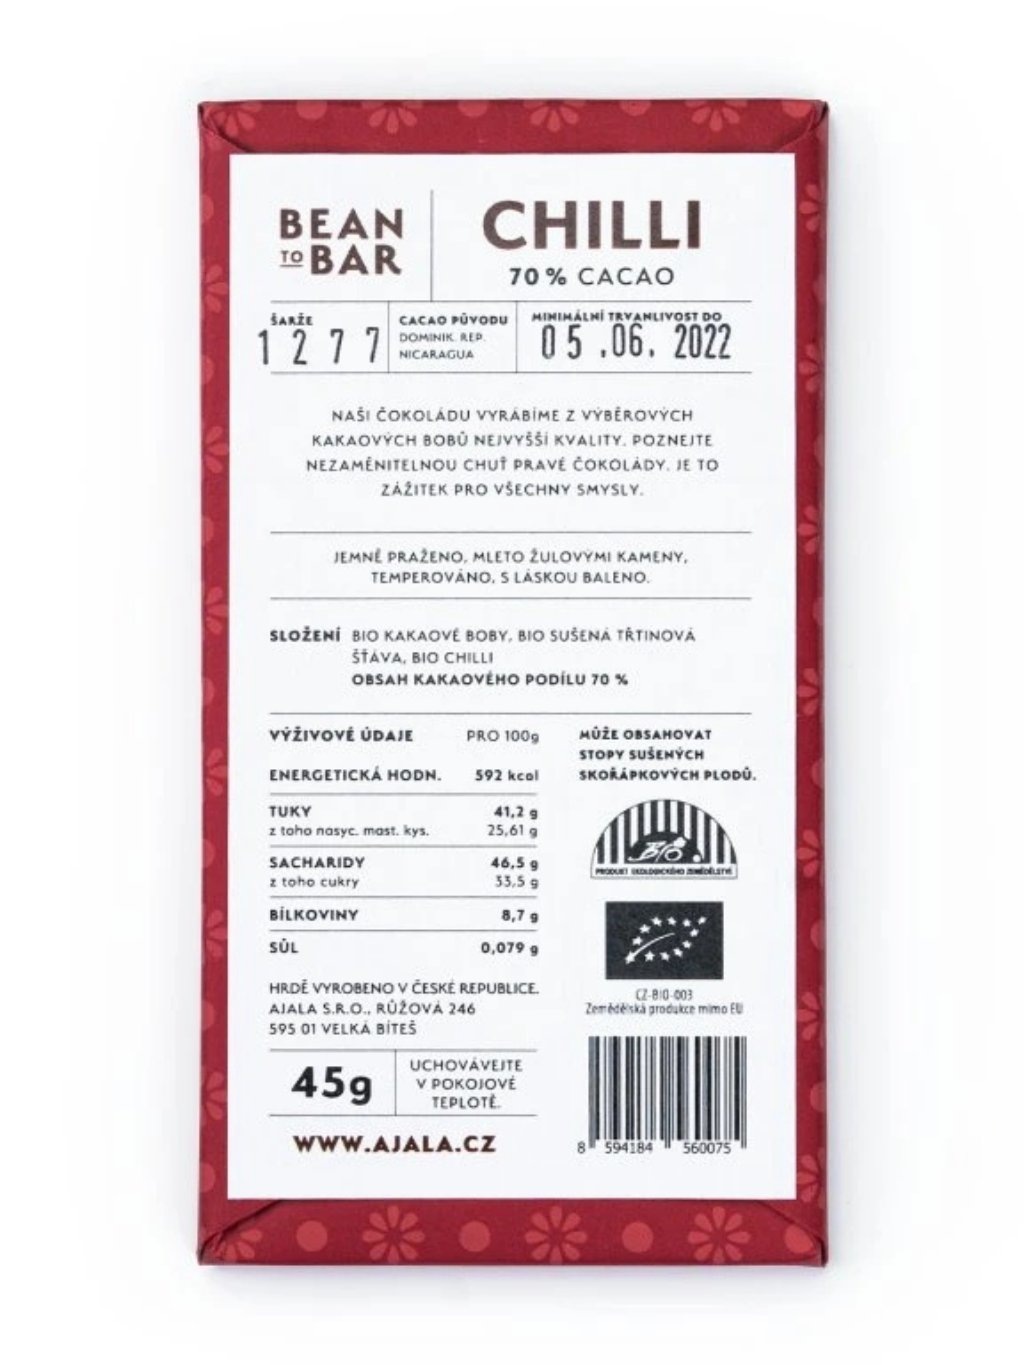 BEAN
TO BAR
CHILLI
70 % CACAO
ŠARŽE
1277
CACAO PŮVODU
DOMINIK. REP.
NICARAGUA
MINIMÁLNÍ TRVANLIVOST DO
05.06.2022
NAŠI ČOKOLÁDU VYRÁBÍME Z VÝBĚROVÝCH
KAKAOVÝCH BOBŮ NEJVYŠŠÍ KVALITY. POZNEJTE
NEZAMĚNITELNOU CHUŤ PRAVÉ ČOKOLÁDY. JE TO
ZÁŽITEK PRO VŠECHNY SMYSLY.
JEMNĚ PRAŽENO, MLETO ŽULOVÝMI KAMENY,
TEMPEROVÁNO, S LÁSKOU BALENO.
SLOŽENÍ BIO KAKAOVÉ BOBY, BIO SUŠENÁ TŘTINOVÁ
ŠŤÁVA, BIO CHILLI
OBSAH KAKAOVÉHO PODÍLU 70 %
VÝŽIVOVÉ ÚDAJE PRO 100g
ENERGETICKÁ HODN. 592 kcal
TUKY 41,2 g
z toho nasyc. mast. kys. 25,61 g
SACHARIDY 46,5 g
z toho cukry 33,5 g
BÍLKOVINY 8,7 g
SŮL 0,079 g
MŮŽE OBSAHOVAT
STOPY SUŠENÝCH
SKOŘÁPKOVÝCH PLODŮ.
BIO
PRODUKT EKOLOGICKÉHO ZEMĚDĚLSTVÍ
CZ-BIO-003
Zemědělská produkce mimo EU
HRDĚ VYROBENO V ČESKÉ REPUBLICE.
AJALA S.R.O., RŮŽOVÁ 246
595 01 VELKÁ BÍTEŠ
45g
UCHOVÁVEJTE
V POKOJOVÉ
TEPLOTĚ.
WWW.AJALA.CZ
8 594184 560075